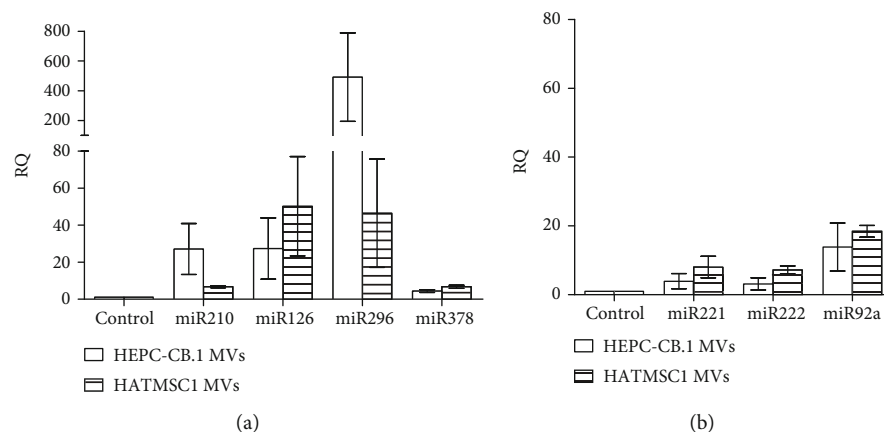 800
600
400
200
80
60
40
20
0
RQ
Control miR210 miR126 miR296 miR378
HEPC-CB.1 MVs
HATMSC1 MVs
(a)
80
60
40
20
0
RQ
Control miR221 miR222 miR92a
HEPC-CB.1 MVs
HATMSC1 MVs
(b)